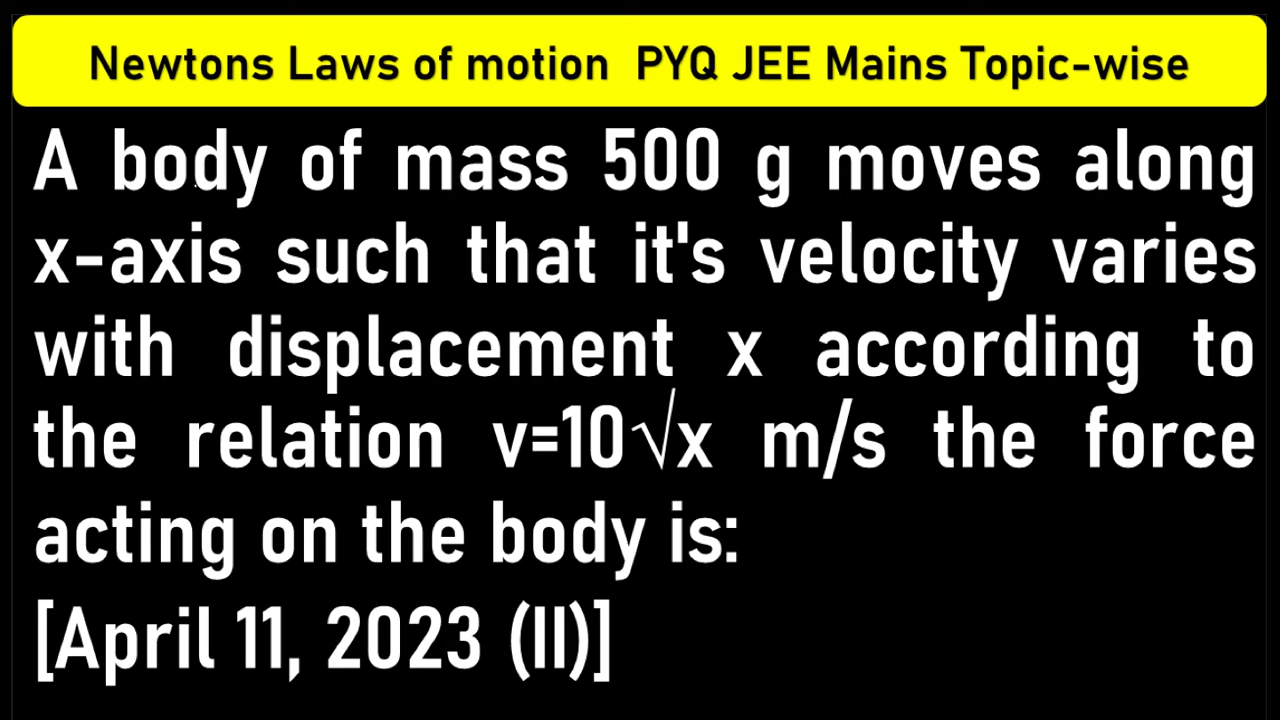 Newtons Laws of motion PYQ JEE Mains Topic-wise
A body of mass 500 g moves along
x-axis such that it's velocity varies
with displacement x according to
the relation v=10√x m/s the force
acting on the body is:
[April 11, 2023 (II)]